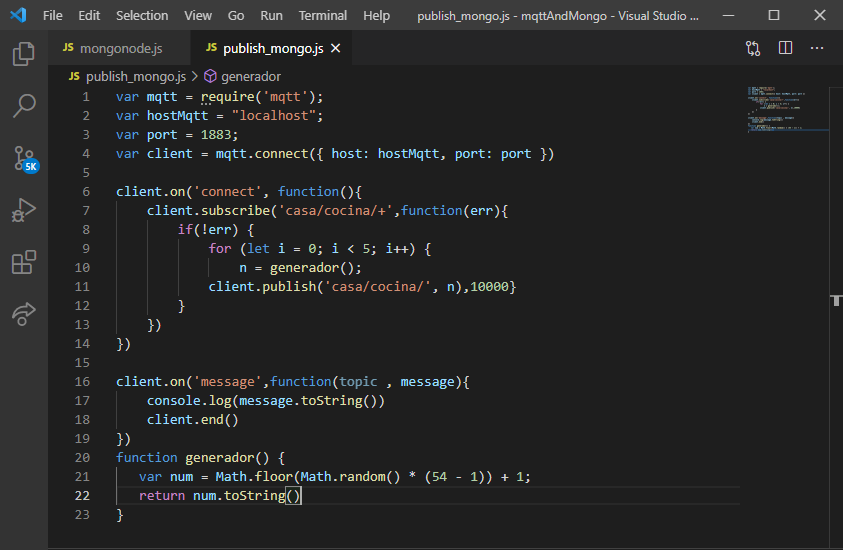 File Edit Selection View Go Run Terminal Help publish_mongo.js - mqttAndMongo - Visual Studio ...
JS mongonode.js JS publish_mongo.js
JS publish_mongo.js > generador
1 var mqtt = require('mqtt');
2 var hostMqtt = "localhost";
3 var port = 1883;
4 var client = mqtt.connect({ host: hostMqtt, port: port })
5
6 client.on('connect', function(){
7 client.subscribe('casa/cocina/+',function(err){
8 if(!err) {
9 for (let i = 0; i < 5; i++) {
10 n = generador();
11 client.publish('casa/cocina/', n),10000}
12 }
13 })
14 })
15
16 client.on('message',function(topic , message){
17 console.log(message.toString())
18 client.end()
19 })
20 function generador() {
21 var num = Math.floor(Math.random() * (54 - 1)) + 1;
22 return num.toString()
23 }
5K